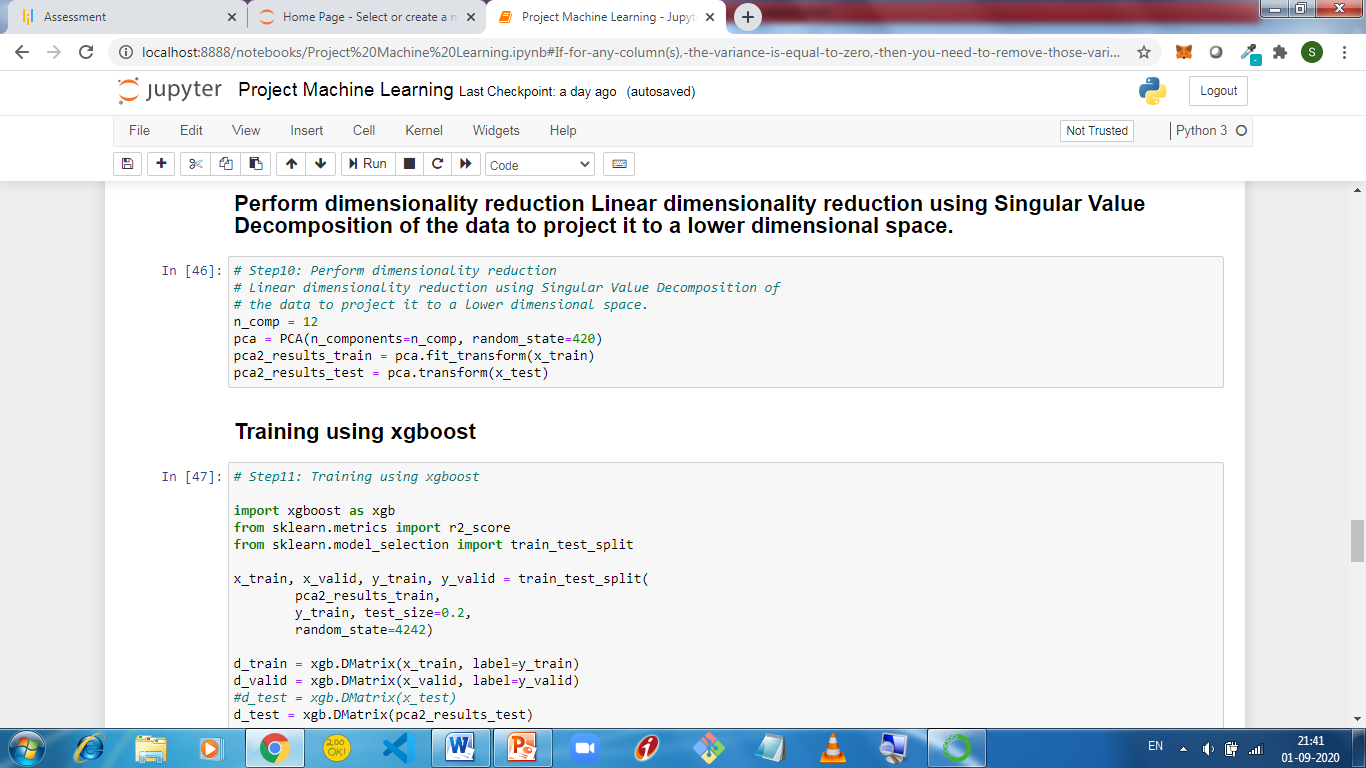 Assessment
Home Page - Select or create a n
Project Machine Learning - Jupyt
localhost:8888/notebooks/Project%20Machine%20Learning.ipynb#If-for-any-column(s),-the-variance-is-equal-to-zero,-then-you-need-to-remove-those-vari...
S
jupyter Project Machine Learning Last Checkpoint: a day ago (autosaved)
Logout
File Edit View Insert Cell Kernel Widgets Help
Not Trusted
Python 3
Run
Code
Perform dimensionality reduction Linear dimensionality reduction using Singular Value
Decomposition of the data to project it to a lower dimensional space.
In [46]:
# Step10: Perform dimensionality reduction
# Linear dimensionality reduction using Singular Value Decomposition of
# the data to project it to a lower dimensional space.
n_comp = 12
pca = PCA(n_components=n_comp, random_state=420)
pca2_results_train = pca.fit_transform(x_train)
pca2_results_test = pca.transform(x_test)
Training using xgboost
In [47]:
# Step11: Training using xgboost
import xgboost as xgb
from sklearn.metrics import r2_score
from sklearn.model_selection import train_test_split
x_train, x_valid, y_train, y_valid = train_test_split(
pca2_results_train,
y_train, test_size=0.2,
random_state=4242)
d_train = xgb.DMatrix(x_train, label=y_train)
d_valid = xgb.DMatrix(x_valid, label=y_valid)
#d_test = xgb.DMatrix(x_test)
d_test = xgb.DMatrix(pca2_results_test)
200
OK!
EN
21:41
01-09-2020